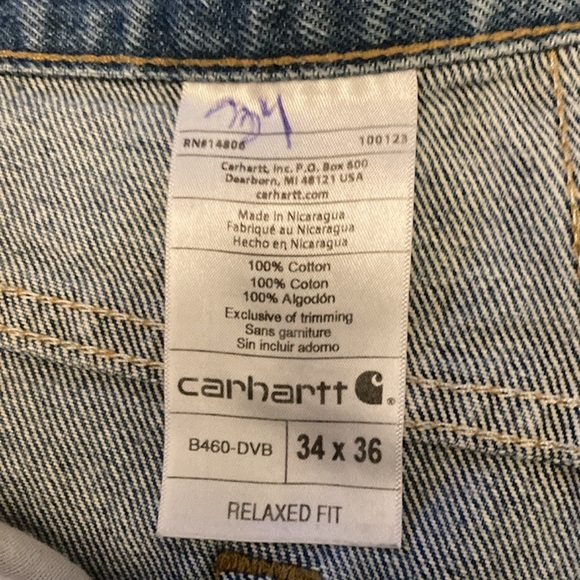 RN#14806 100123
Carhartt, Inc. P.O. Box 600
Dearborn, MI 48121 USA
carhartt.com
Made in Nicaragua
Fabriqué au Nicaragua
Hecho en Nicaragua
100% Cotton
100% Coton
100% Algodón
Exclusive of trimming
Sans garniture
Sin incluir adorno
carhartt
B460-DVB 34 x 36
RELAXED FIT